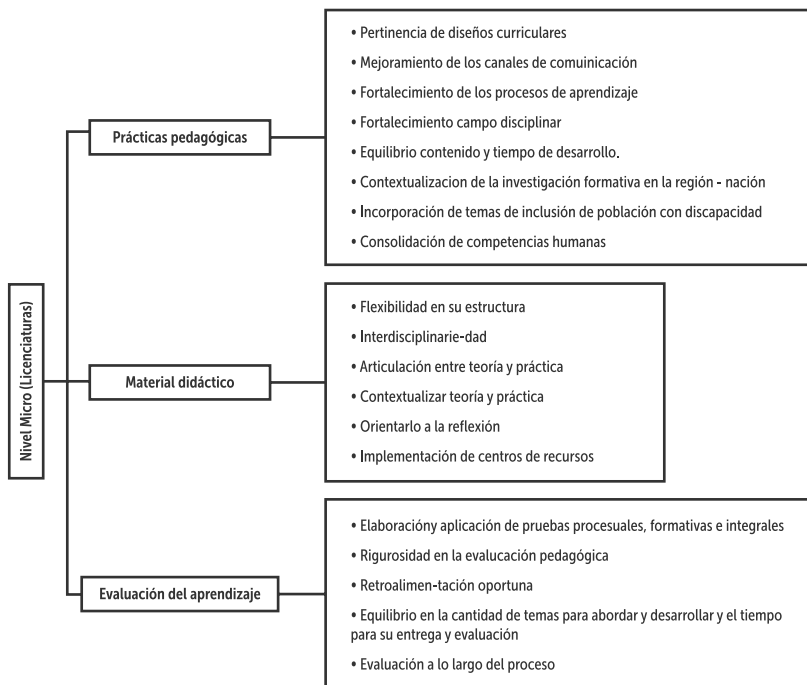 Nivel Micro (Licenciaturas)
Prácticas pedagógicas
• Pertinencia de diseños curriculares
• Mejoramiento de los canales de comuinicación
• Fortalecimiento de los procesos de aprendizaje
• Fortalecimiento campo disciplinar
• Equilibrio contenido y tiempo de desarrollo.
• Contextualizacion de la investigación formativa en la región - nación
• Incorporación de temas de inclusión de población con discapacidad
• Consolidación de competencias humanas
Material didáctico
• Flexibilidad en su estructura
• Interdisciplinarie-dad
• Articulación entre teoría y práctica
• Contextualizar teoría y práctica
• Orientarlo a la reflexión
• Implementación de centros de recursos
Evaluación del aprendizaje
• Elaboracióny aplicación de pruebas procesuales, formativas e integrales
• Rigurosidad en la evalucación pedagógica
• Retroalimen-tación oportuna
• Equilibrio en la cantidad de temas para abordar y desarrollar y el tiempo
para su entrega y evaluación
• Evaluación a lo largo del proceso